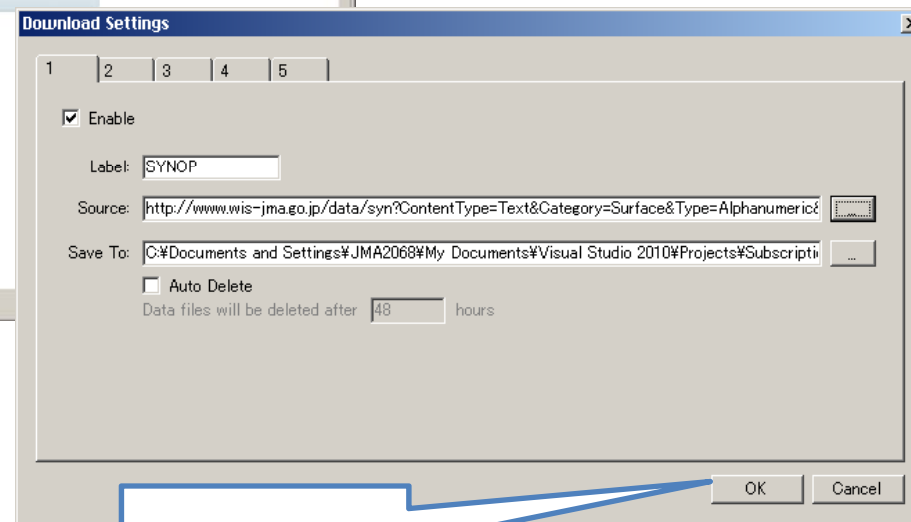 Download Settings
1 2 3 4 5
Enable
Label: SYNOP
Source: http://www.wis-jma.go.jp/data/syn?ContentType=Text&Category=Surface&Type=Alphanumeric& ...
Save To: C:¥Documents and Settings¥JMA2068¥My Documents¥Visual Studio 2010¥Projects¥Subscripti ...
Auto Delete
Data files will be deleted after 48 hours
OK Cancel